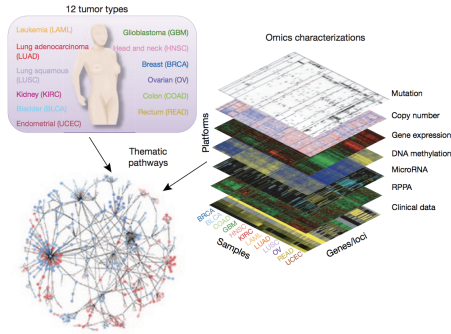 12 tumor types
Leukemia (LAML)
Lung adenocarcinoma
(LUAD)
Lung squamous
(LUSC)
Kidney (KIRC)
Bladder (BLCA)
Endometrial (UCEC)
Glioblastoma (GBM)
Head and neck (HNSC)
Breast (BRCA)
Ovarian (OV)
Colon (COAD)
Rectum (READ)
Omics characterizations
Mutation
Copy number
Gene expression
DNA methylation
MicroRNA
RPPA
Clinical data
Platforms
Thematic
pathways
BRCA
BLCA
COAD
GBM
HNSC
KIRC
LAML
LUAD
LUSC
OV
READ
UCEC
Samples
Genes/loci